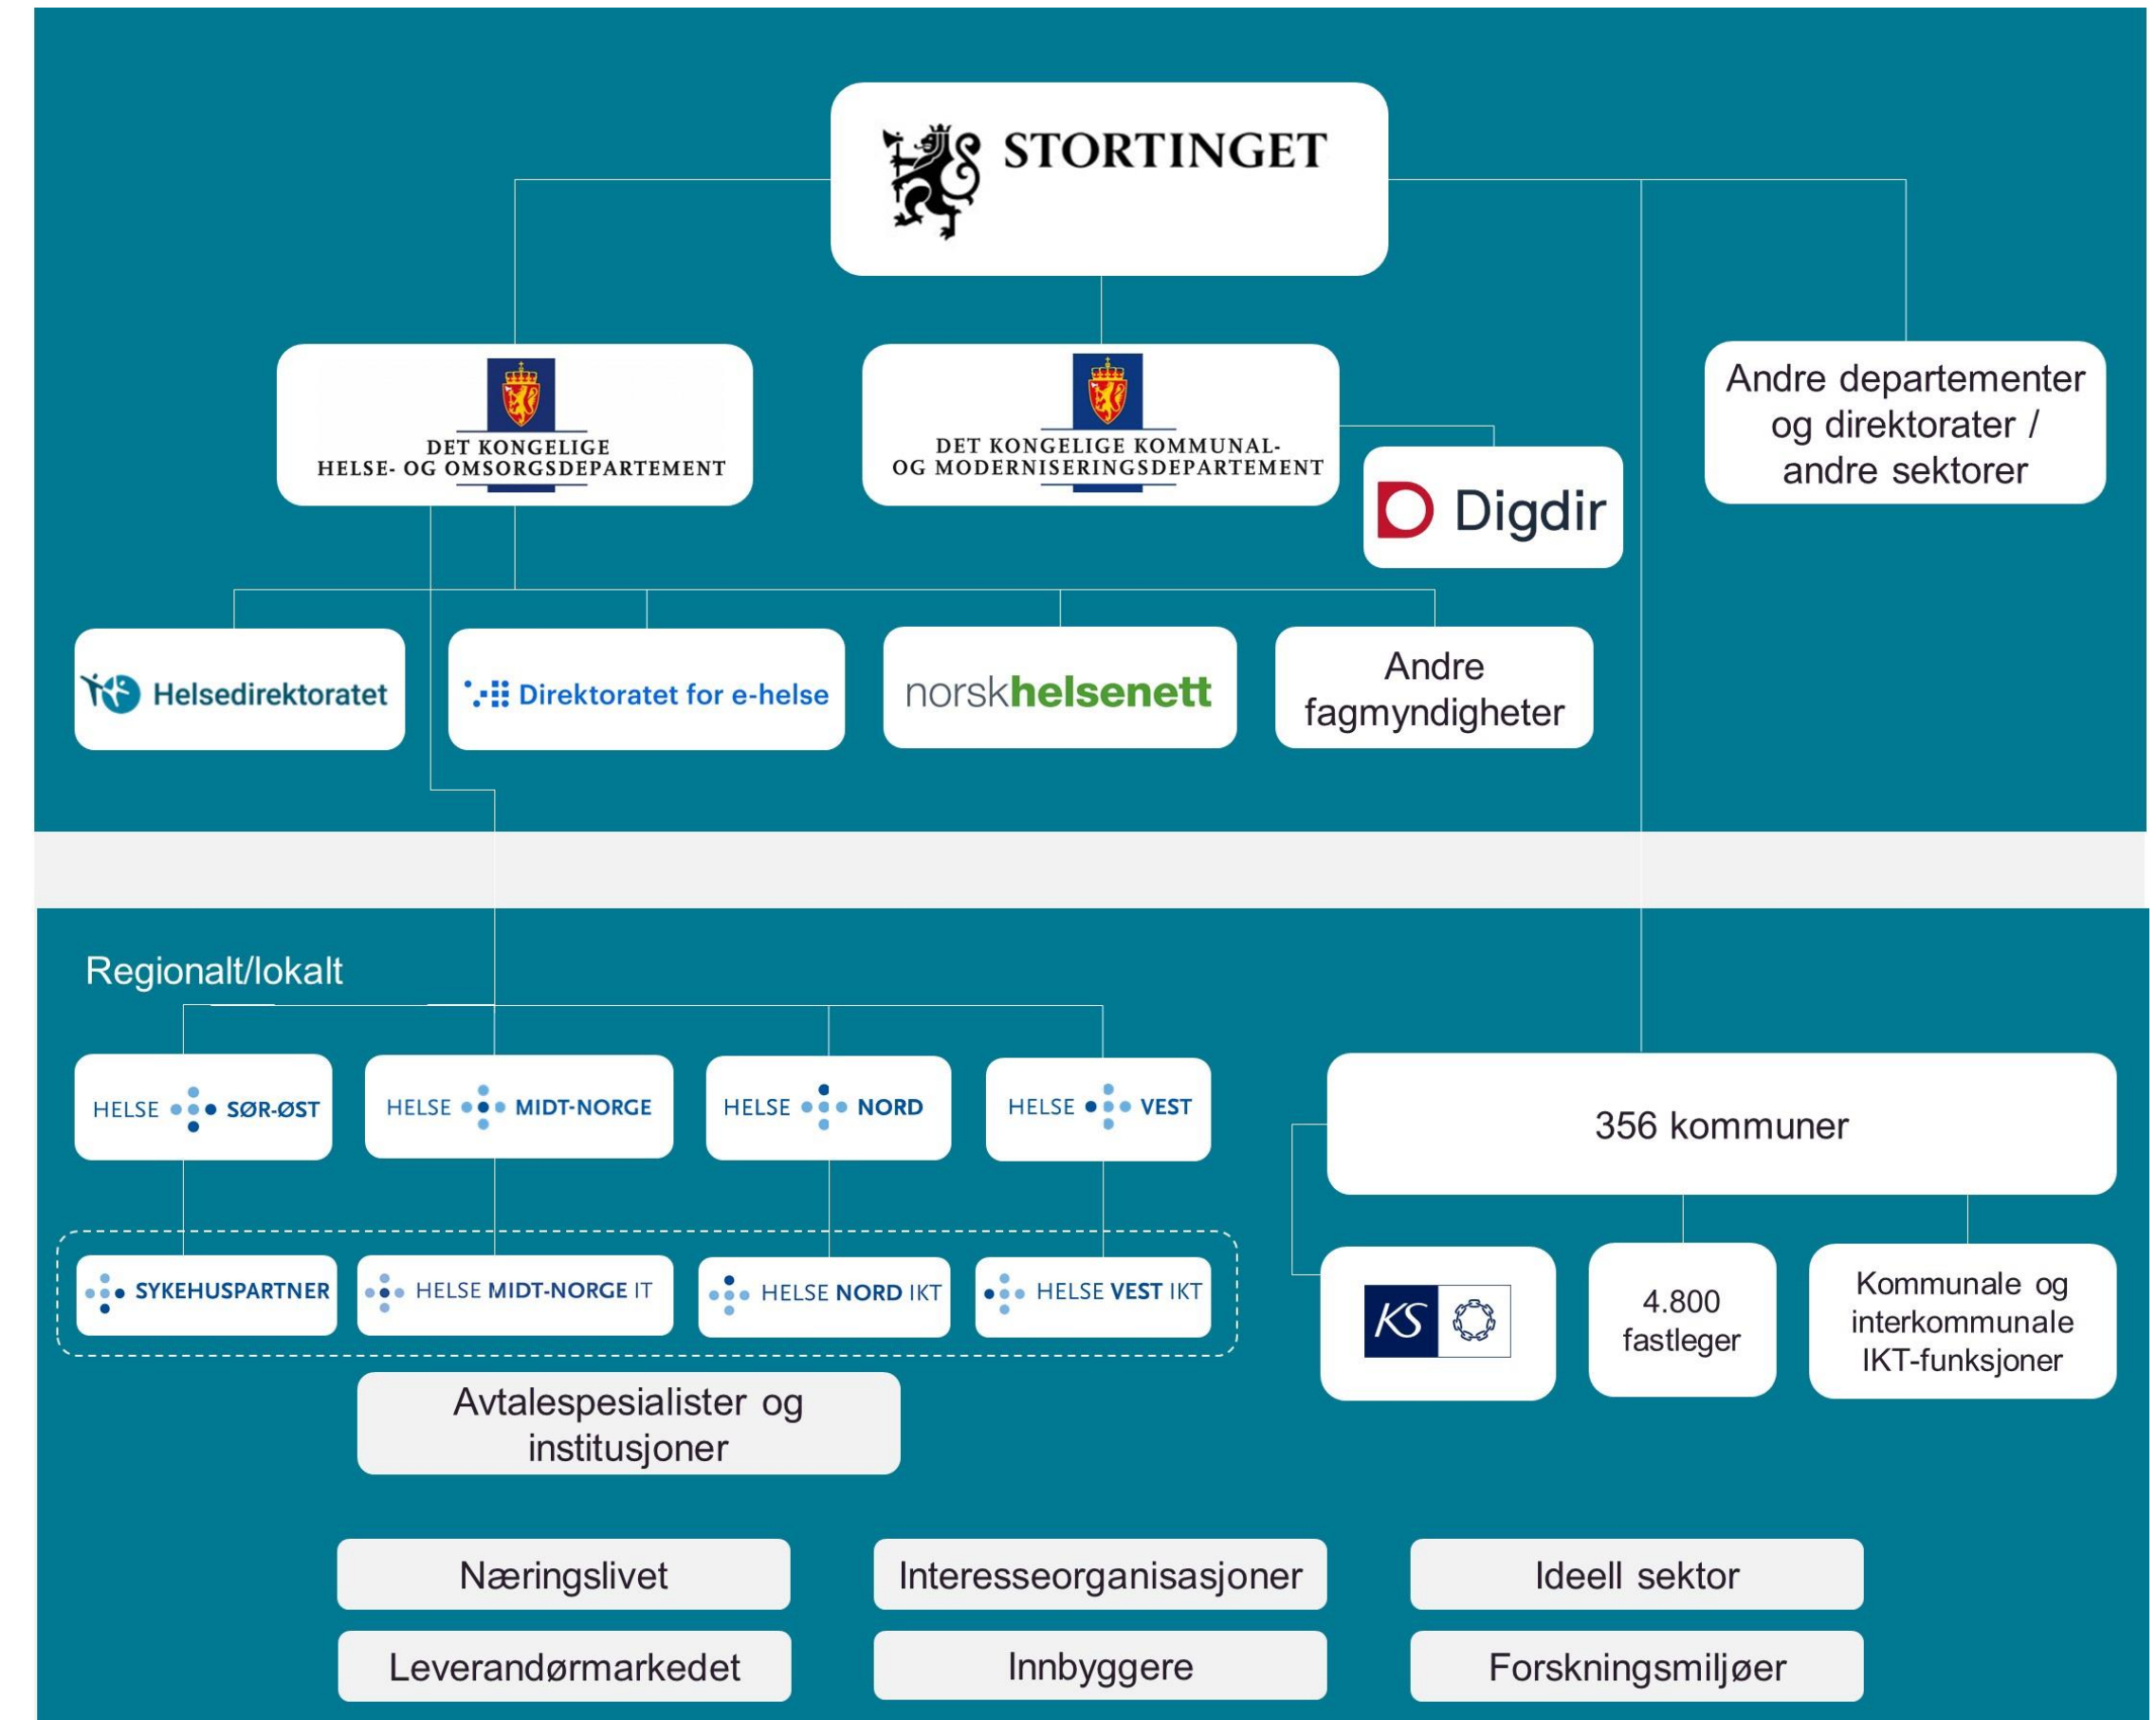 STORTINGET
DET KONGELIGE
HELSE- OG OMSORGSDEPARTEMENT
DET KONGELIGE KOMMUNAL-
OG MODERNISERINGSDEPARTEMENT
Digdir
Andre departementer
og direktorater /
andre sektorer
Helsedirektoratet
Direktoratet for e-helse
norskhelsenett
Andre
fagmyndigheter
Regionalt/lokalt
HELSE SØR-ØST
HELSE MIDT-NORGE
HELSE NORD
HELSE VEST
356 kommuner
SYKEHUSPARTNER
HELSE MIDT-NORGE IT
HELSE NORD IKT
HELSE VEST IKT
KS
4.800
fastleger
Kommunale og
interkommunale
IKT-funksjoner
Avtalespesialister og
institusjoner
Næringslivet
Interesseorganisasjoner
Ideell sektor
Leverandørmarkedet
Innbyggere
Forskningsmiljøer